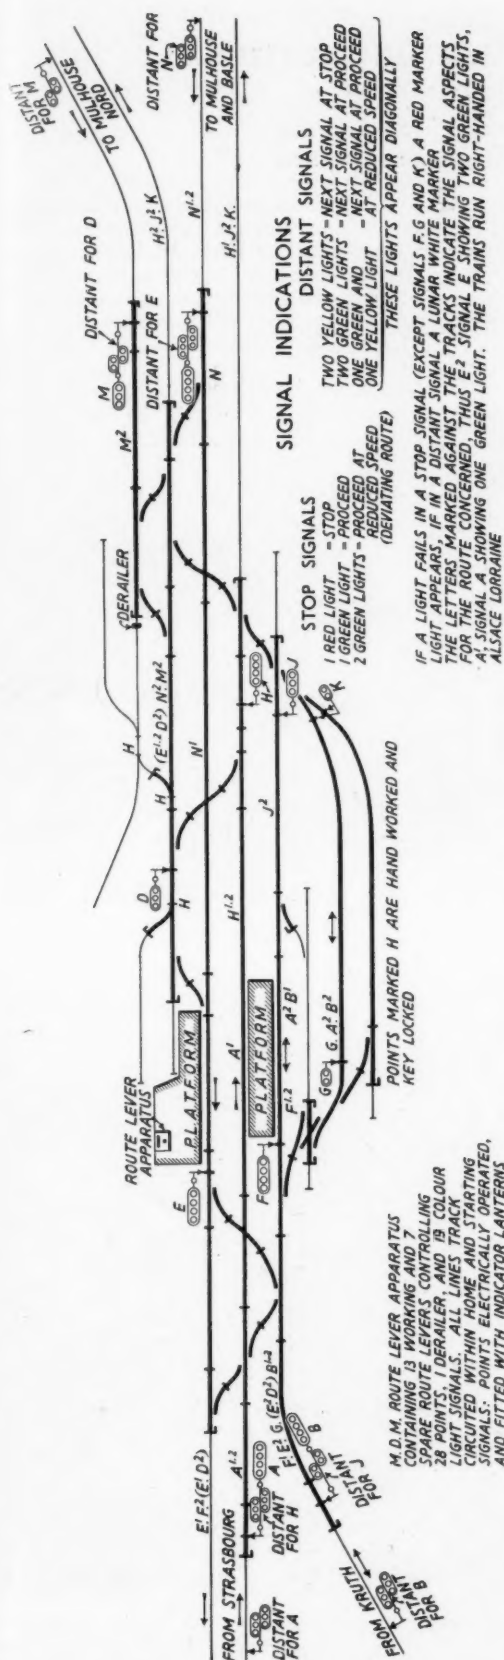 DISTANT FOR M
TO MULHOUSE NORD
DISTANT FOR
N
TO MULHOUSE
AND BASLE
H² J² K
N¹·²
H¹ J¹ K
DISTANT FOR D
M
M²
DISTANT FOR E
N
DERAILER
H
(E¹·² D²) N² M²
H
N¹
D
H
H
J
K
J²
H¹·²
ROUTE LEVER
APPARATUS
PLATFORM
A¹
PLATFORM
A² B¹
F¹·²
G
G. A² B²
E
F
E¹ F² (E¹ D²)
FROM STRASBOURG
A¹·²
A
DISTANT
FOR H
DISTANT
FOR A
B
DISTANT
FOR J
FROM KRUTH
DISTANT
FOR B
SIGNAL INDICATIONS
STOP SIGNALS
1 RED LIGHT - STOP
1 GREEN LIGHT - PROCEED
2 GREEN LIGHTS - PROCEED AT
REDUCED SPEED
(DEVIATING ROUTE)
DISTANT SIGNALS
TWO YELLOW LIGHTS - NEXT SIGNAL AT STOP
TWO GREEN LIGHTS - NEXT SIGNAL AT PROCEED
ONE GREEN AND - NEXT SIGNAL AT PROCEED
ONE YELLOW LIGHT AT REDUCED SPEED
THESE LIGHTS APPEAR DIAGONALLY
IF A LIGHT FAILS IN A STOP SIGNAL (EXCEPT SIGNALS F, G AND K) A RED MARKER
LIGHT APPEARS, IF IN A DISTANT SIGNAL A LUNAR WHITE MARKER
THE LETTERS MARKED AGAINST THE TRACKS INDICATE THE SIGNAL ASPECTS
FOR THE ROUTE CONCERNED, THUS E² SIGNAL E SHOWING TWO GREEN LIGHTS,
A¹, SIGNAL A SHOWING ONE GREEN LIGHT. THE TRAINS RUN RIGHT-HANDED IN
ALSACE LORRAINE
POINTS MARKED H ARE HAND WORKED AND
KEY LOCKED
M.D.M. ROUTE LEVER APPARATUS
CONTAINING 13 WORKING AND 7
SPARE ROUTE LEVERS CONTROLLING
28 POINTS, 1 DERAILER, AND 19 COLOUR
LIGHT SIGNALS. ALL LINES TRACK
CIRCUITED WITHIN HOME AND STARTING
SIGNALS: POINTS ELECTRICALLY OPERATED,
AND FITTED WITH INDICATOR LANTERNS